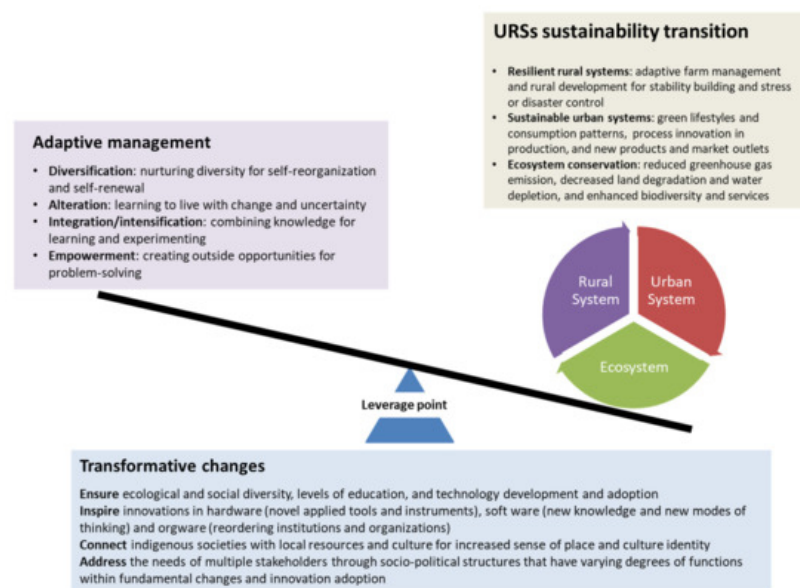 URSs sustainability transition
• Resilient rural systems: adaptive farm management
and rural development for stability building and stress
or disaster control
• Sustainable urban systems: green lifestyles and
consumption patterns, process innovation in
production, and new products and market outlets
• Ecosystem conservation: reduced greenhouse gas
emission, decreased land degradation and water
depletion, and enhanced biodiversity and services
Adaptive management
• Diversification: nurturing diversity for self-reorganization
and self-renewal
• Alteration: learning to live with change and uncertainty
• Integration/intensification: combining knowledge for
learning and experimenting
• Empowerment: creating outside opportunities for
problem-solving
Rural
System
Urban
System
Ecosystem
Leverage point
Transformative changes
Ensure ecological and social diversity, levels of education, and technology development and adoption
Inspire innovations in hardware (novel applied tools and instruments), soft ware (new knowledge and new modes of
thinking) and orgware (reordering institutions and organizations)
Connect indigenous societies with local resources and culture for increased sense of place and culture identity
Address the needs of multiple stakeholders through socio-political structures that have varying degrees of functions
within fundamental changes and innovation adoption